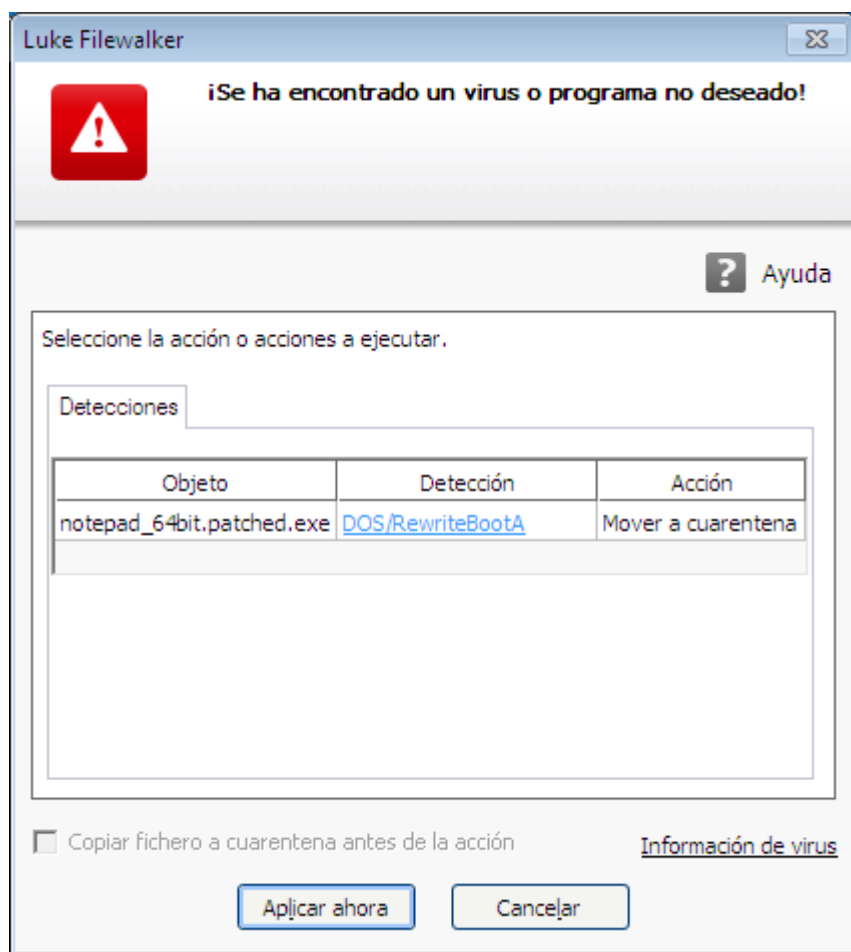 Luke Filewalker
¡Se ha encontrado un virus o programa no deseado!
? Ayuda
Seleccione la acción o acciones a ejecutar.
Detecciones
Objeto Detección Acción
notepad_64bit.patched.exe DOS/RewriteBootA Mover a cuarentena
Copiar fichero a cuarentena antes de la acción Información de virus
Aplicar ahora Cancelar